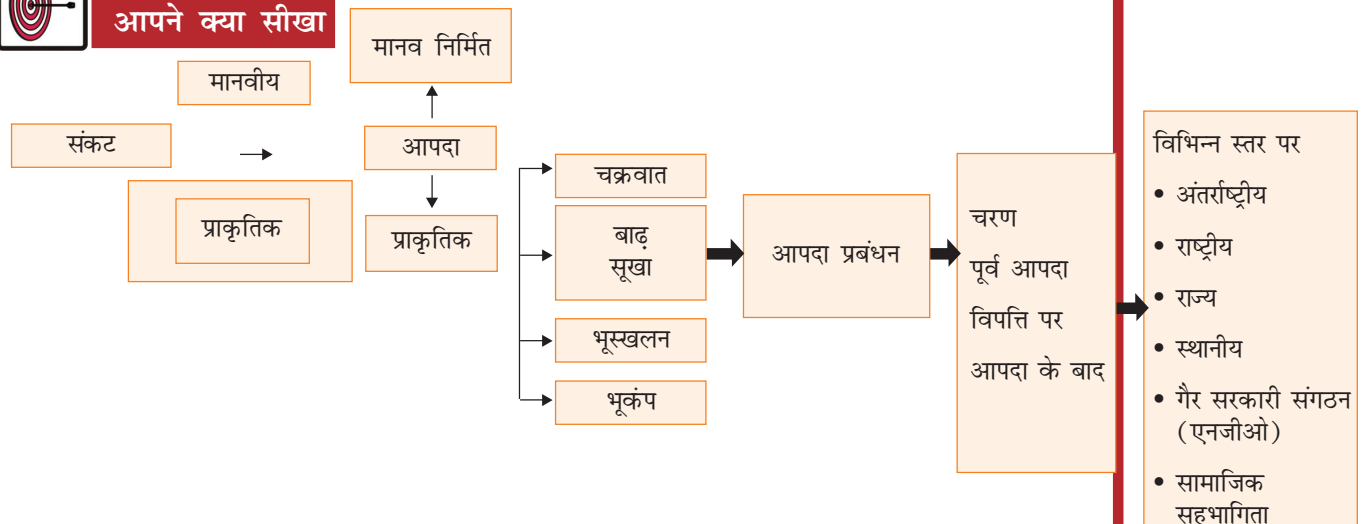 आपने क्या सीखा
मानव निर्मित
मानवीय
संकट
आपदा
प्राकृतिक
प्राकृतिक
चक्रवात
बाढ़
सूखा
भूस्खलन
भूकंप
आपदा प्रबंधन
चरण
पूर्व आपदा
विपत्ति पर
आपदा के बाद
विभिन्न स्तर पर
• अंतर्राष्ट्रीय
• राष्ट्रीय
• राज्य
• स्थानीय
• गैर सरकारी संगठन
(एनजीओ)
• सामाजिक
सहभागिता